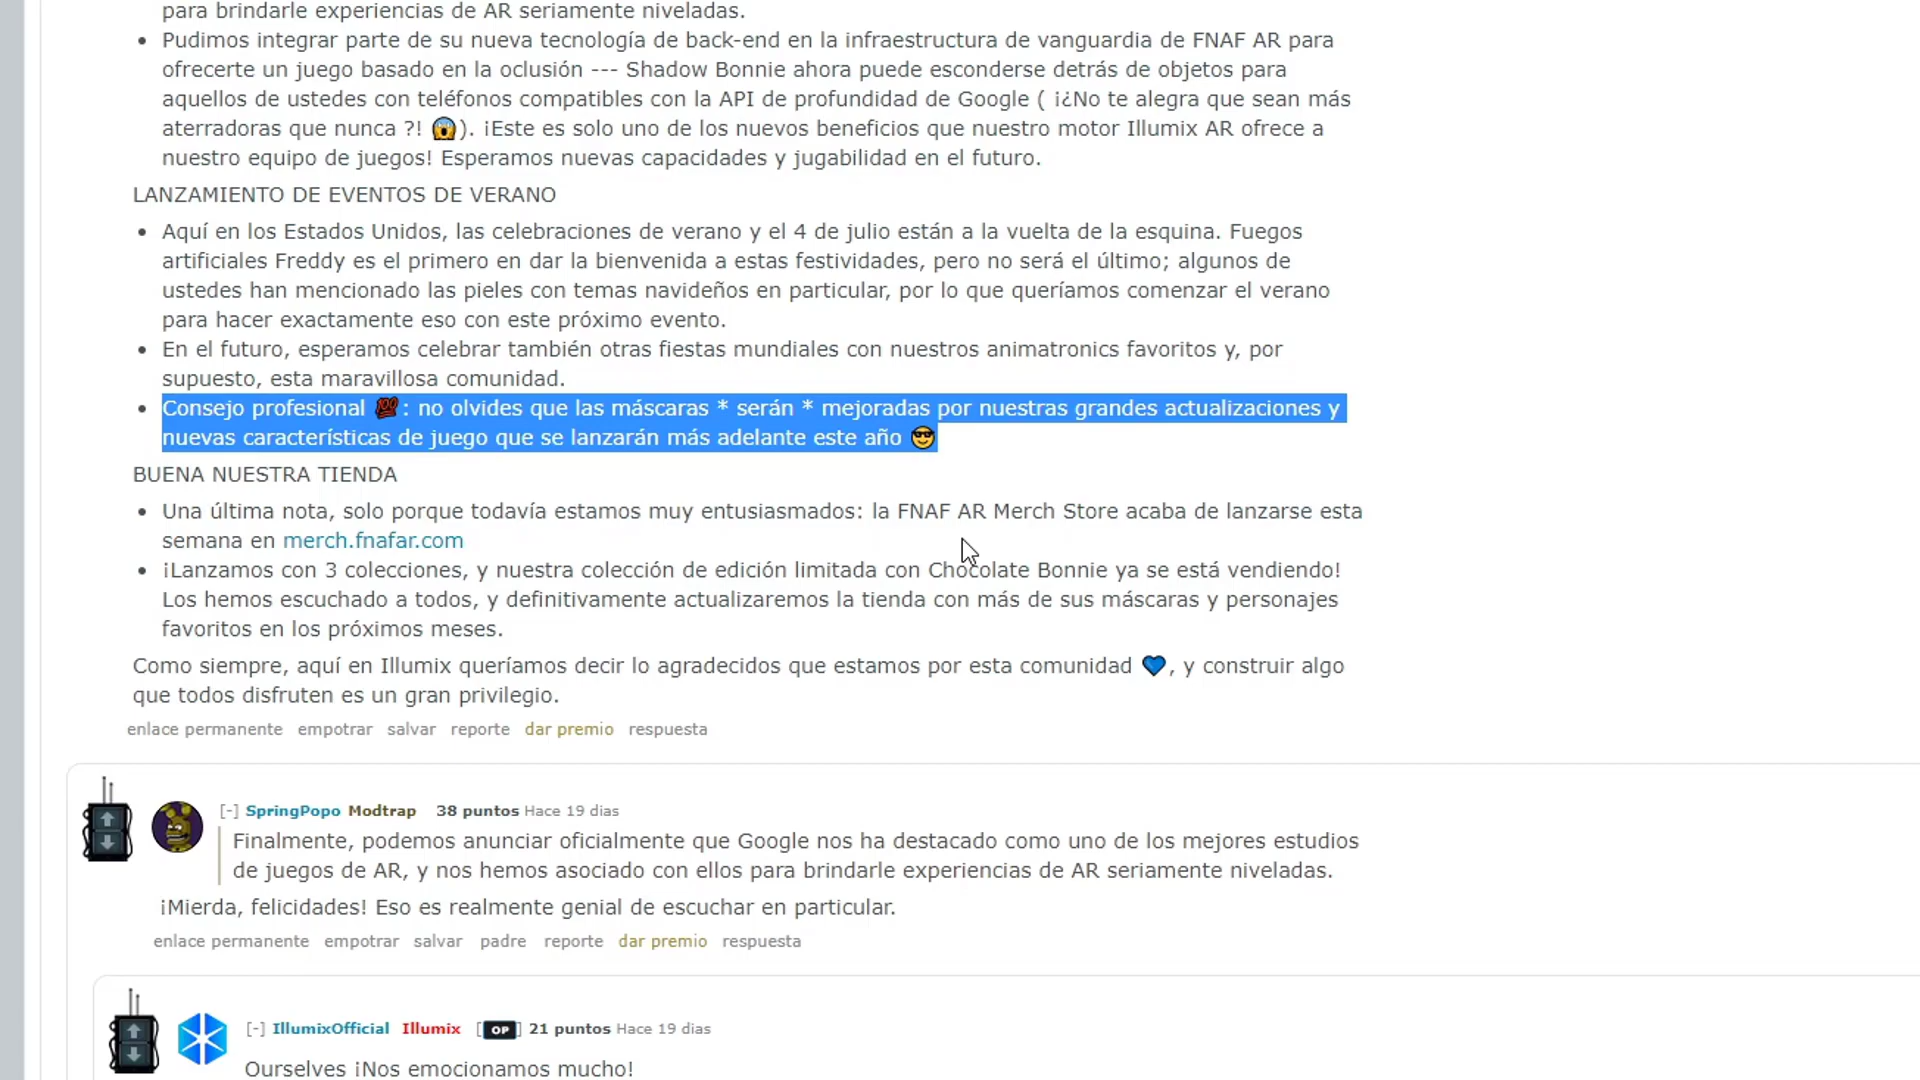 para brindarle experiencias de AR seriamente niveladas.
• Pudimos integrar parte de su nueva tecnología de back-end en la infraestructura de vanguardia de FNAF AR para
ofrecerte un juego basado en la oclusión --- Shadow Bonnie ahora puede esconderse detrás de objetos para
aquellos de ustedes con teléfonos compatibles con la API de profundidad de Google ( ¡¿No te alegra que sean más
aterradoras que nunca ?! 😱). ¡Este es solo uno de los nuevos beneficios que nuestro motor Illumix AR ofrece a
nuestro equipo de juegos! Esperamos nuevas capacidades y jugabilidad en el futuro.
LANZAMIENTO DE EVENTOS DE VERANO
• Aquí en los Estados Unidos, las celebraciones de verano y el 4 de julio están a la vuelta de la esquina. Fuegos
artificiales Freddy es el primero en dar la bienvenida a estas festividades, pero no será el último; algunos de
ustedes han mencionado las pieles con temas navideños en particular, por lo que queríamos comenzar el verano
para hacer exactamente eso con este próximo evento.
• En el futuro, esperamos celebrar también otras fiestas mundiales con nuestros animatronics favoritos y, por
supuesto, esta maravillosa comunidad.
• Consejo profesional 💯: no olvides que las máscaras * serán * mejoradas por nuestras grandes actualizaciones y
nuevas características de juego que se lanzarán más adelante este año 😎
BUENA NUESTRA TIENDA
• Una última nota, solo porque todavía estamos muy entusiasmados: la FNAF AR Merch Store acaba de lanzarse esta
semana en merch.fnafar.com
• ¡Lanzamos con 3 colecciones, y nuestra colección de edición limitada con Chocolate Bonnie ya se está vendiendo!
Los hemos escuchado a todos, y definitivamente actualizaremos la tienda con más de sus máscaras y personajes
favoritos en los próximos meses.
Como siempre, aquí en Illumix queríamos decir lo agradecidos que estamos por esta comunidad 💙, y construir algo
que todos disfruten es un gran privilegio.
enlace permanente empotrar salvar reporte dar premio respuesta
[-] SpringPopo Modtrap 38 puntos Hace 19 dias
Finalmente, podemos anunciar oficialmente que Google nos ha destacado como uno de los mejores estudios
de juegos de AR, y nos hemos asociado con ellos para brindarle experiencias de AR seriamente niveladas.
¡Mierda, felicidades! Eso es realmente genial de escuchar en particular.
enlace permanente empotrar salvar padre reporte dar premio respuesta
[-] IllumixOfficial Illumix [OP] 21 puntos Hace 19 dias
Ourselves ¡Nos emocionamos mucho!